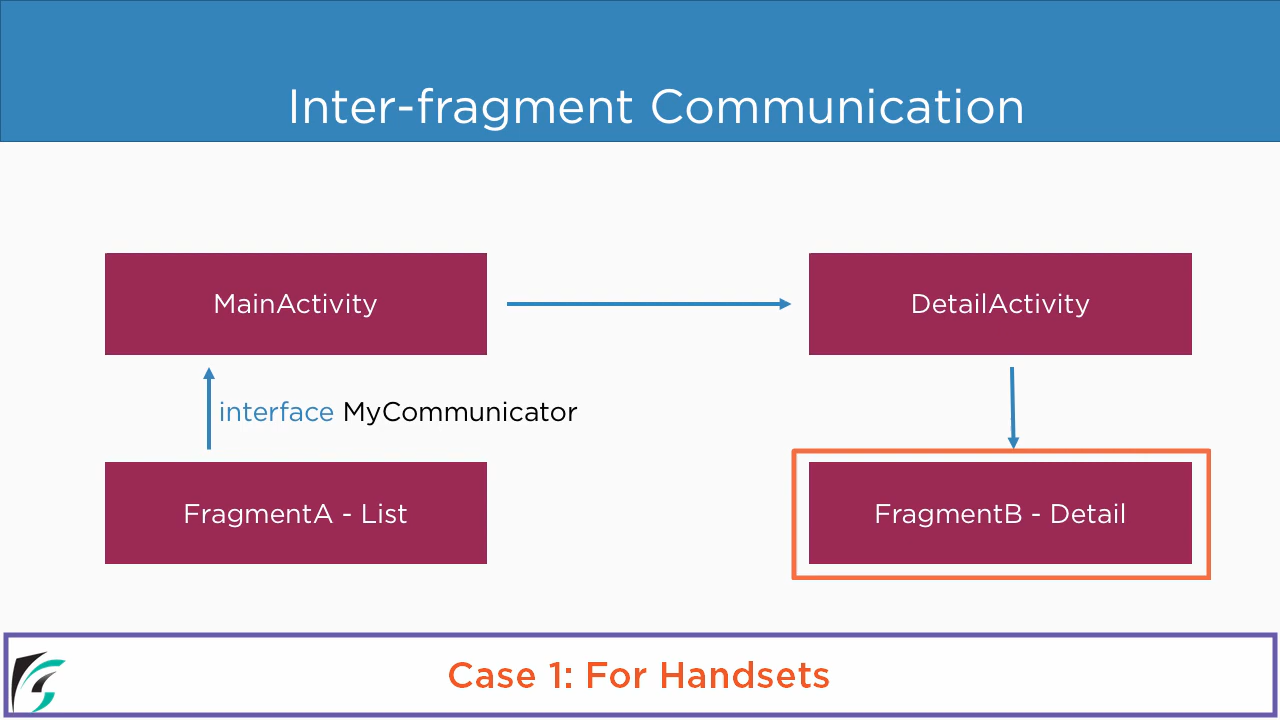 Inter-fragment Communication
MainActivity
DetailActivity
interface MyCommunicator
FragmentA - List
FragmentB - Detail
Case 1: For Handsets